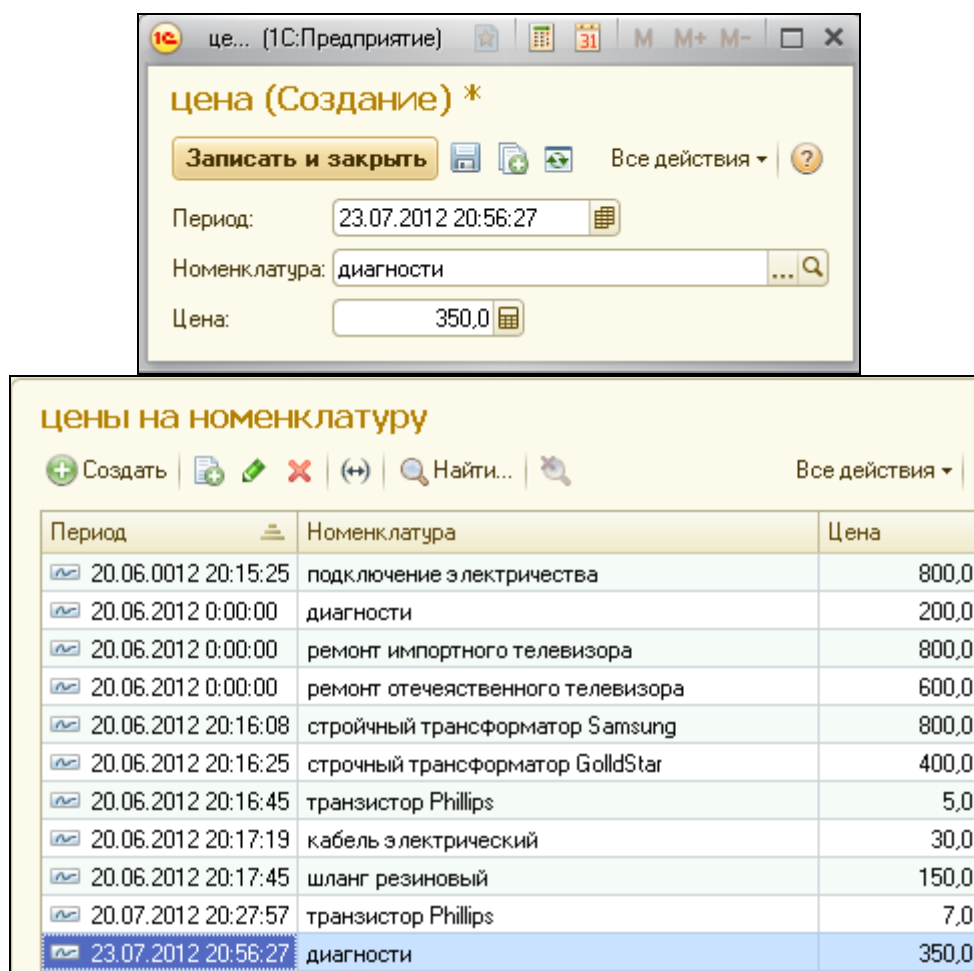 1С це... (1С:Предприятие) 31 M M+ M-
цена (Создание) *
Записать и закрыть Все действия ?
Период: 23.07.2012 20:56:27
Номенклатура: диагности ...
Цена: 350,0
цены на номенклатуру
Создать Найти... Все действия
Период Номенклатура Цена
20.06.0012 20:15:25 подключение электричества 800,0
20.06.2012 0:00:00 диагности 200,0
20.06.2012 0:00:00 ремонт импортного телевизора 800,0
20.06.2012 0:00:00 ремонт отечеяственного телевизора 600,0
20.06.2012 20:16:08 стройчный трансформатор Samsung 800,0
20.06.2012 20:16:25 строчный трансформатор GolldStar 400,0
20.06.2012 20:16:45 транзистор Phillips 5,0
20.06.2012 20:17:19 кабель электрический 30,0
20.06.2012 20:17:45 шланг резиновый 150,0
20.07.2012 20:27:57 транзистор Phillips 7,0
23.07.2012 20:56:27 диагности 350,0